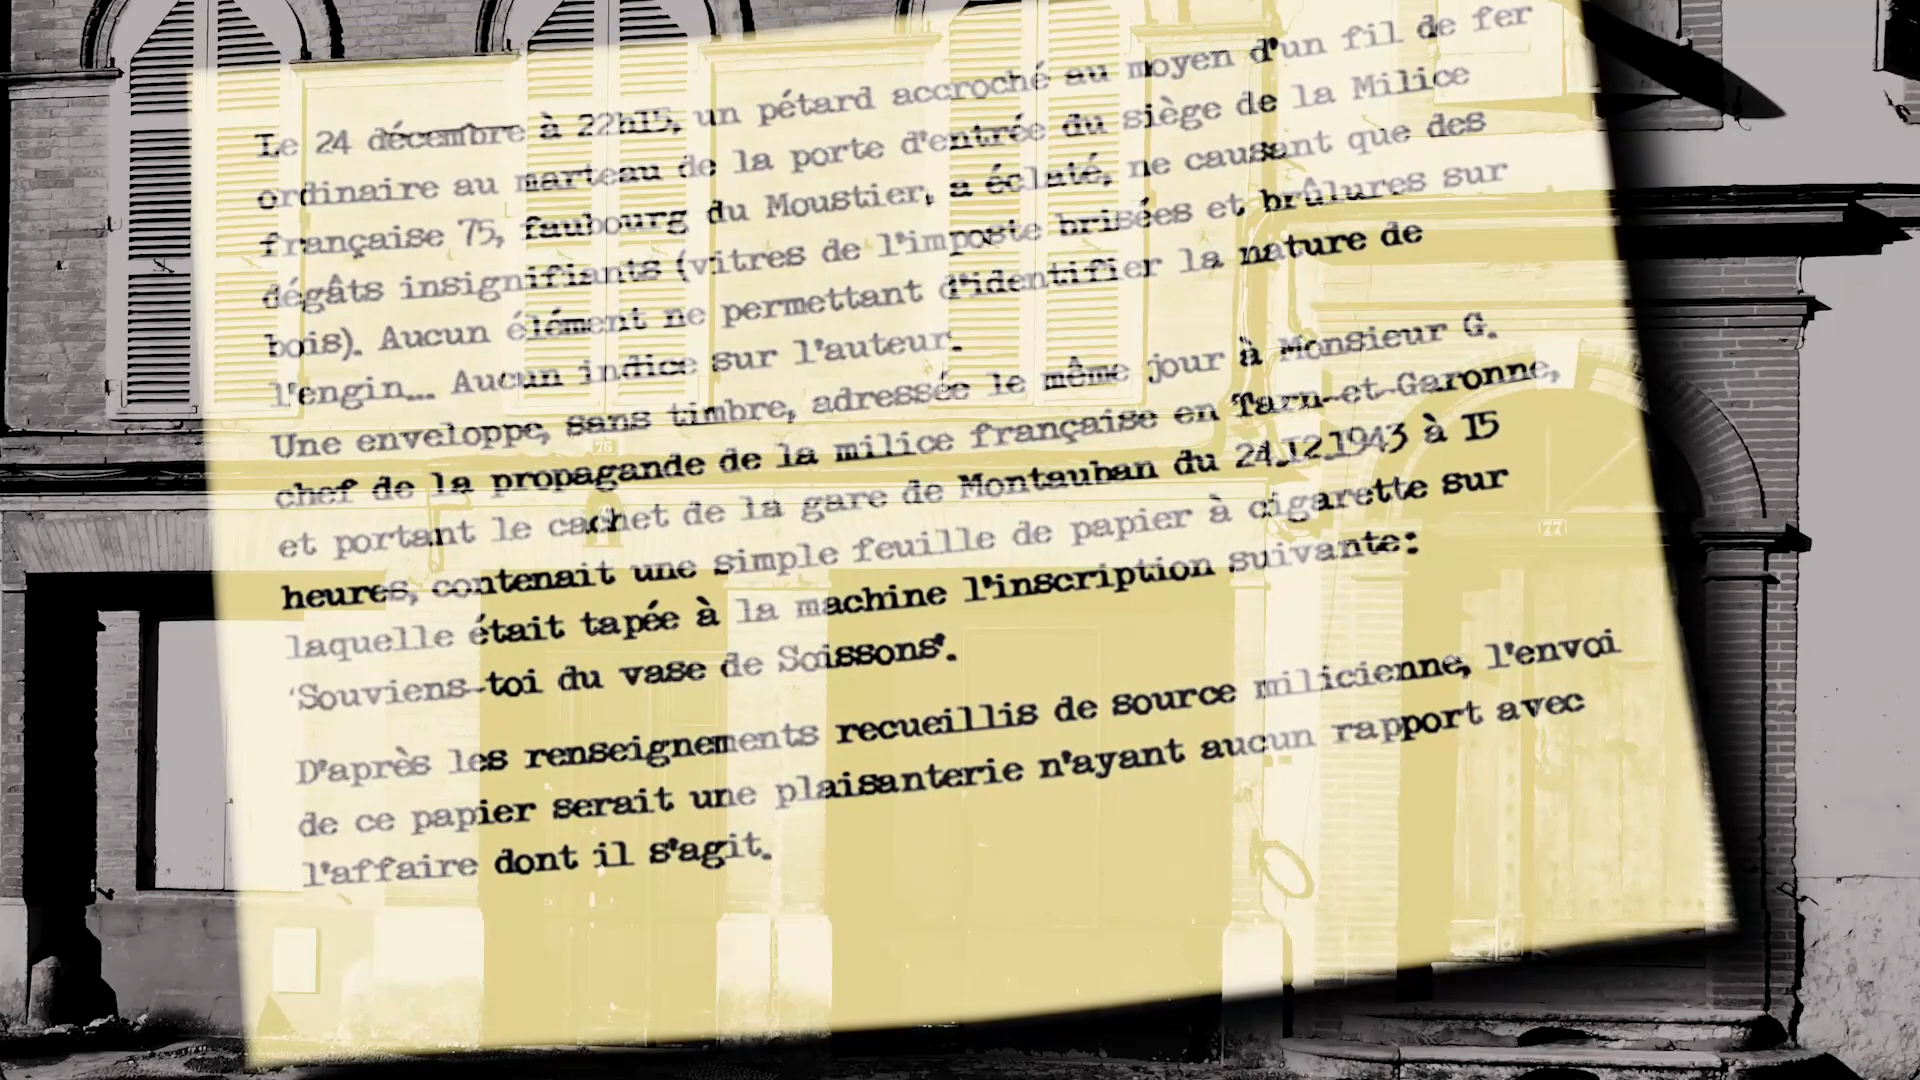 Le 24 décembre à 22h15, un pétard accroché au moyen d'un fil de fer
ordinaire au marteau de la porte d'entrée du siège de la Milice
française 75, faubourg du Moustier, a éclaté, ne causant que des
dégâts insignifiants (vitres de l'imposte brisées et brûlures sur
bois). Aucun élément ne permettant d'identifier la nature de
l'engin... Aucun indice sur l'auteur.
Une enveloppe, sans timbre, adressée le même jour à Monsieur G.
chef de la propagande de la milice française en Tarn-et-Garonne,
et portant le cachet de la gare de Montauban du 24.12.1943 à 15
heures, contenait une simple feuille de papier à cigarette sur
laquelle était tapée à la machine l'inscription suivante:
'Souviens-toi du vase de Soissons'.
D'après les renseignements recueillis de source milicienne, l'envoi
de ce papier serait une plaisanterie n'ayant aucun rapport avec
l'affaire dont il s'agit.
76
77